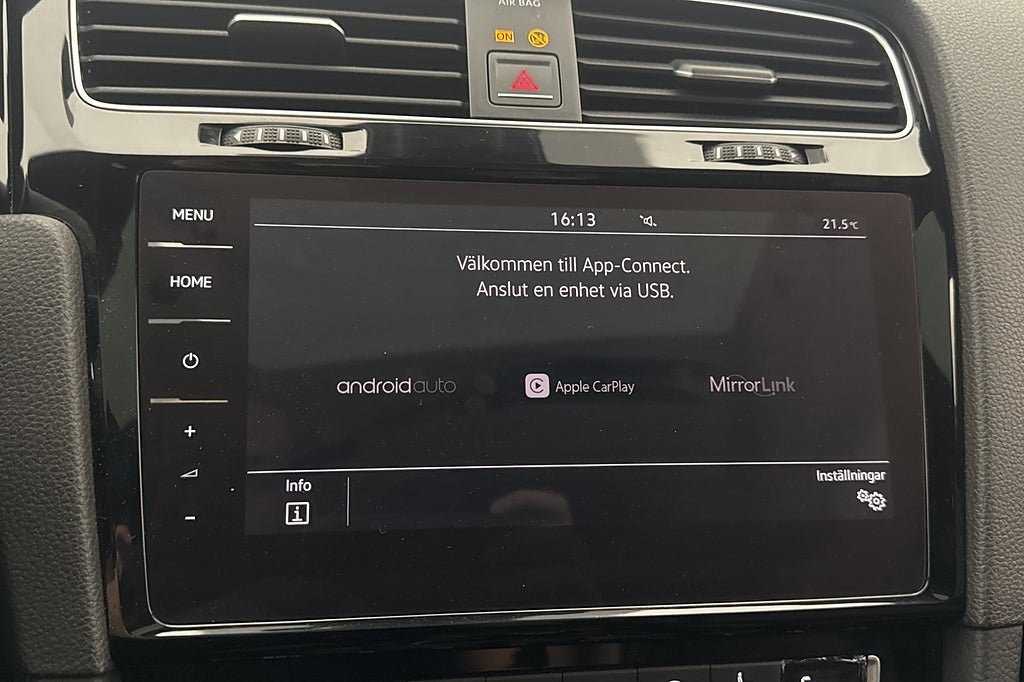 AIR BAG
ON
MENU
16:13
21.5°C
Välkommen till App-Connect.
Anslut en enhet via USB.
HOME
androidauto
Apple CarPlay
MirrorLink
+
-
Info
i
Inställningar